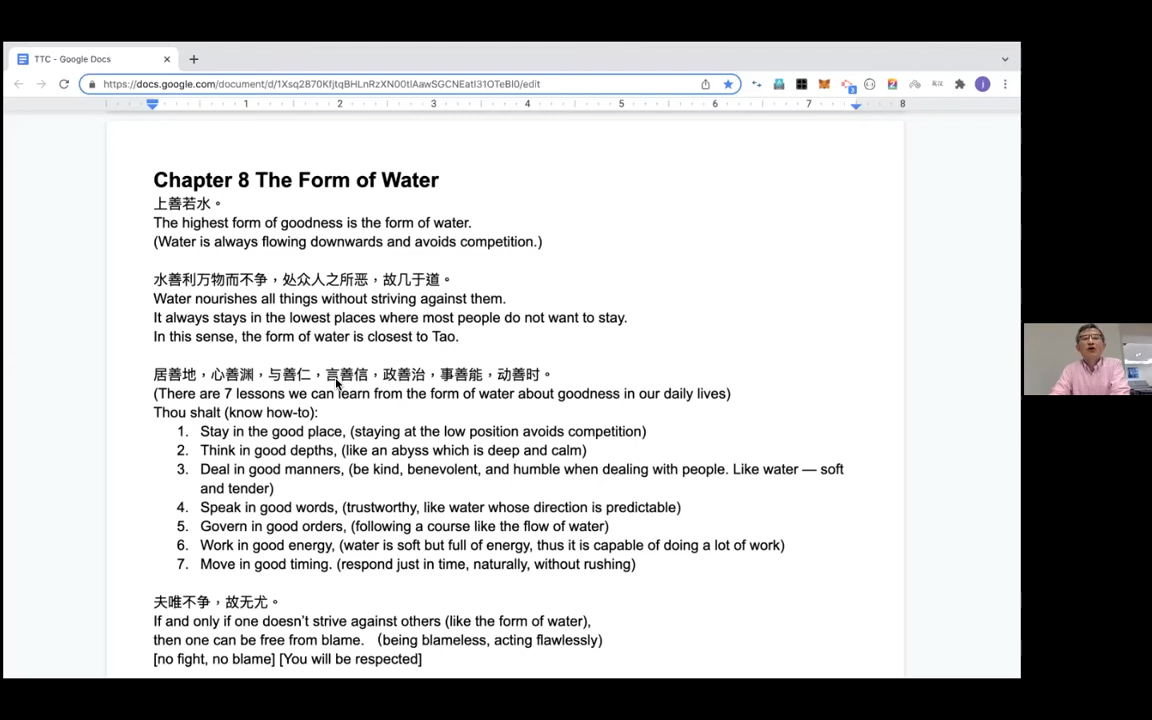 TTC - Google Docs
https://docs.google.com/document/d/1Xsq2870KfjtqBHLnRzXN00tlAawSGCNEatl31OTeBl0/edit
1 2 3 4 5 6 7 8
Chapter 8 The Form of Water
上善若水。
The highest form of goodness is the form of water.
(Water is always flowing downwards and avoids competition.)
水善利万物而不争，处众人之所恶，故几于道。
Water nourishes all things without striving against them.
It always stays in the lowest places where most people do not want to stay.
In this sense, the form of water is closest to Tao.
居善地，心善渊，与善仁，言善信，政善治，事善能，动善时。
(There are 7 lessons we can learn from the form of water about goodness in our daily lives)
Thou shalt (know how-to):
1. Stay in the good place, (staying at the low position avoids competition)
2. Think in good depths, (like an abyss which is deep and calm)
3. Deal in good manners, (be kind, benevolent, and humble when dealing with people. Like water — soft
and tender)
4. Speak in good words, (trustworthy, like water whose direction is predictable)
5. Govern in good orders, (following a course like the flow of water)
6. Work in good energy, (water is soft but full of energy, thus it is capable of doing a lot of work)
7. Move in good timing. (respond just in time, naturally, without rushing)
夫唯不争，故无尤。
If and only if one doesn't strive against others (like the form of water),
then one can be free from blame. （being blameless, acting flawlessly)
[no fight, no blame] [You will be respected]